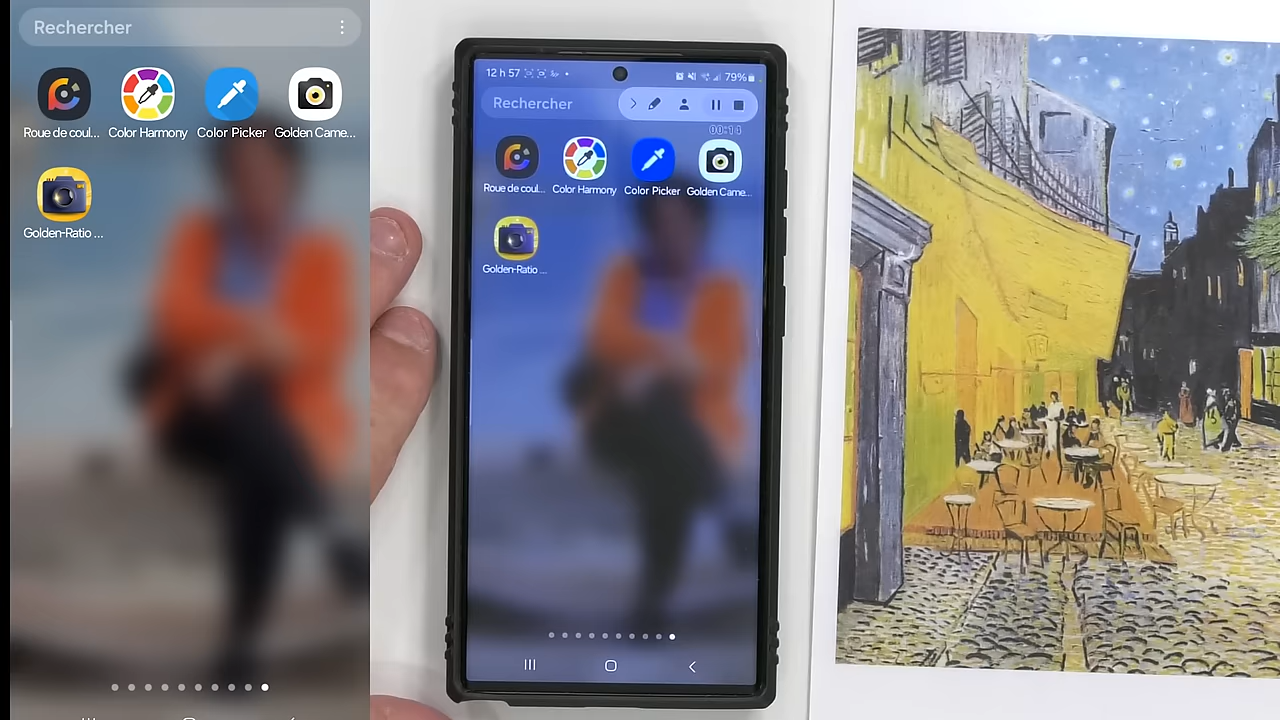 Rechercher
Roue de coul...
Color Harmony
Color Picker
Golden Came...
Golden-Ratio ...
12 h 57
79%
Rechercher
00:14
Roue de coul...
Color Harmony
Color Picker
Golden Came...
Golden-Ratio ...